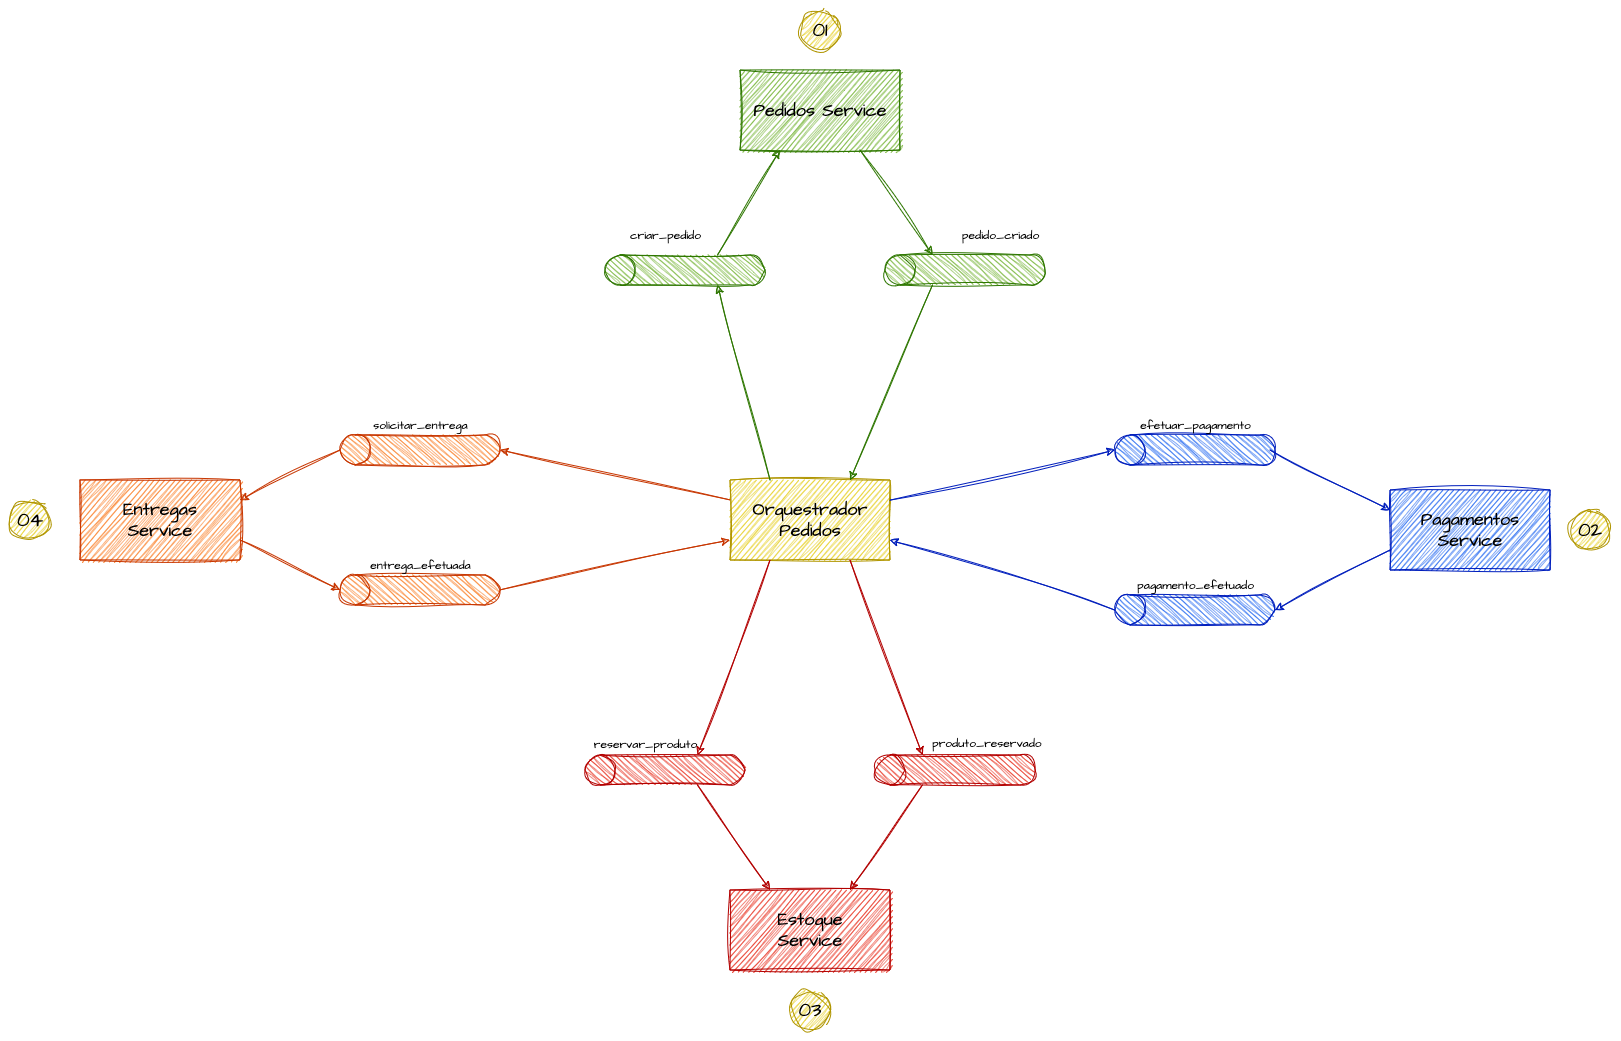 01
Pedidos Service
criar_pedido
pedido_criado
solicitar_entrega
efetuar_pagamento
04
Entregas
Service
Orquestrador
Pedidos
Pagamentos
Service
02
entrega_efetuada
pagamento_efetuado
reservar_produto
produto_reservado
Estoque
Service
03